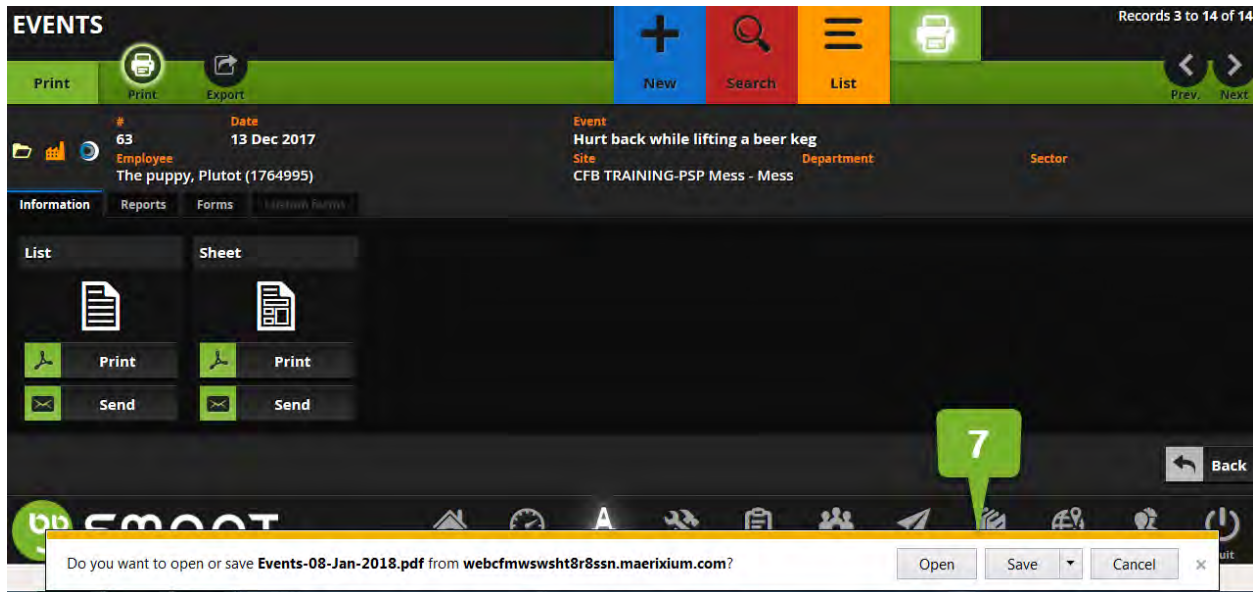 EVENTS
Records 3 to 14 of 14
Print
Print
Export
New
Search
List
Prev.
Next
#
Date
Event
63
13 Dec 2017
Hurt back while lifting a beer keg
Employee
Site
Department
Sector
The puppy, Plutot (1764995)
CFB TRAINING-PSP Mess - Mess
Information
Reports
Forms
Custom forms
List
Sheet
Print
Print
Send
Send
7
Back
Do you want to open or save Events-08-Jan-2018.pdf from webcfmwswsht8r8ssn.maerixium.com?
Open
Save
Cancel